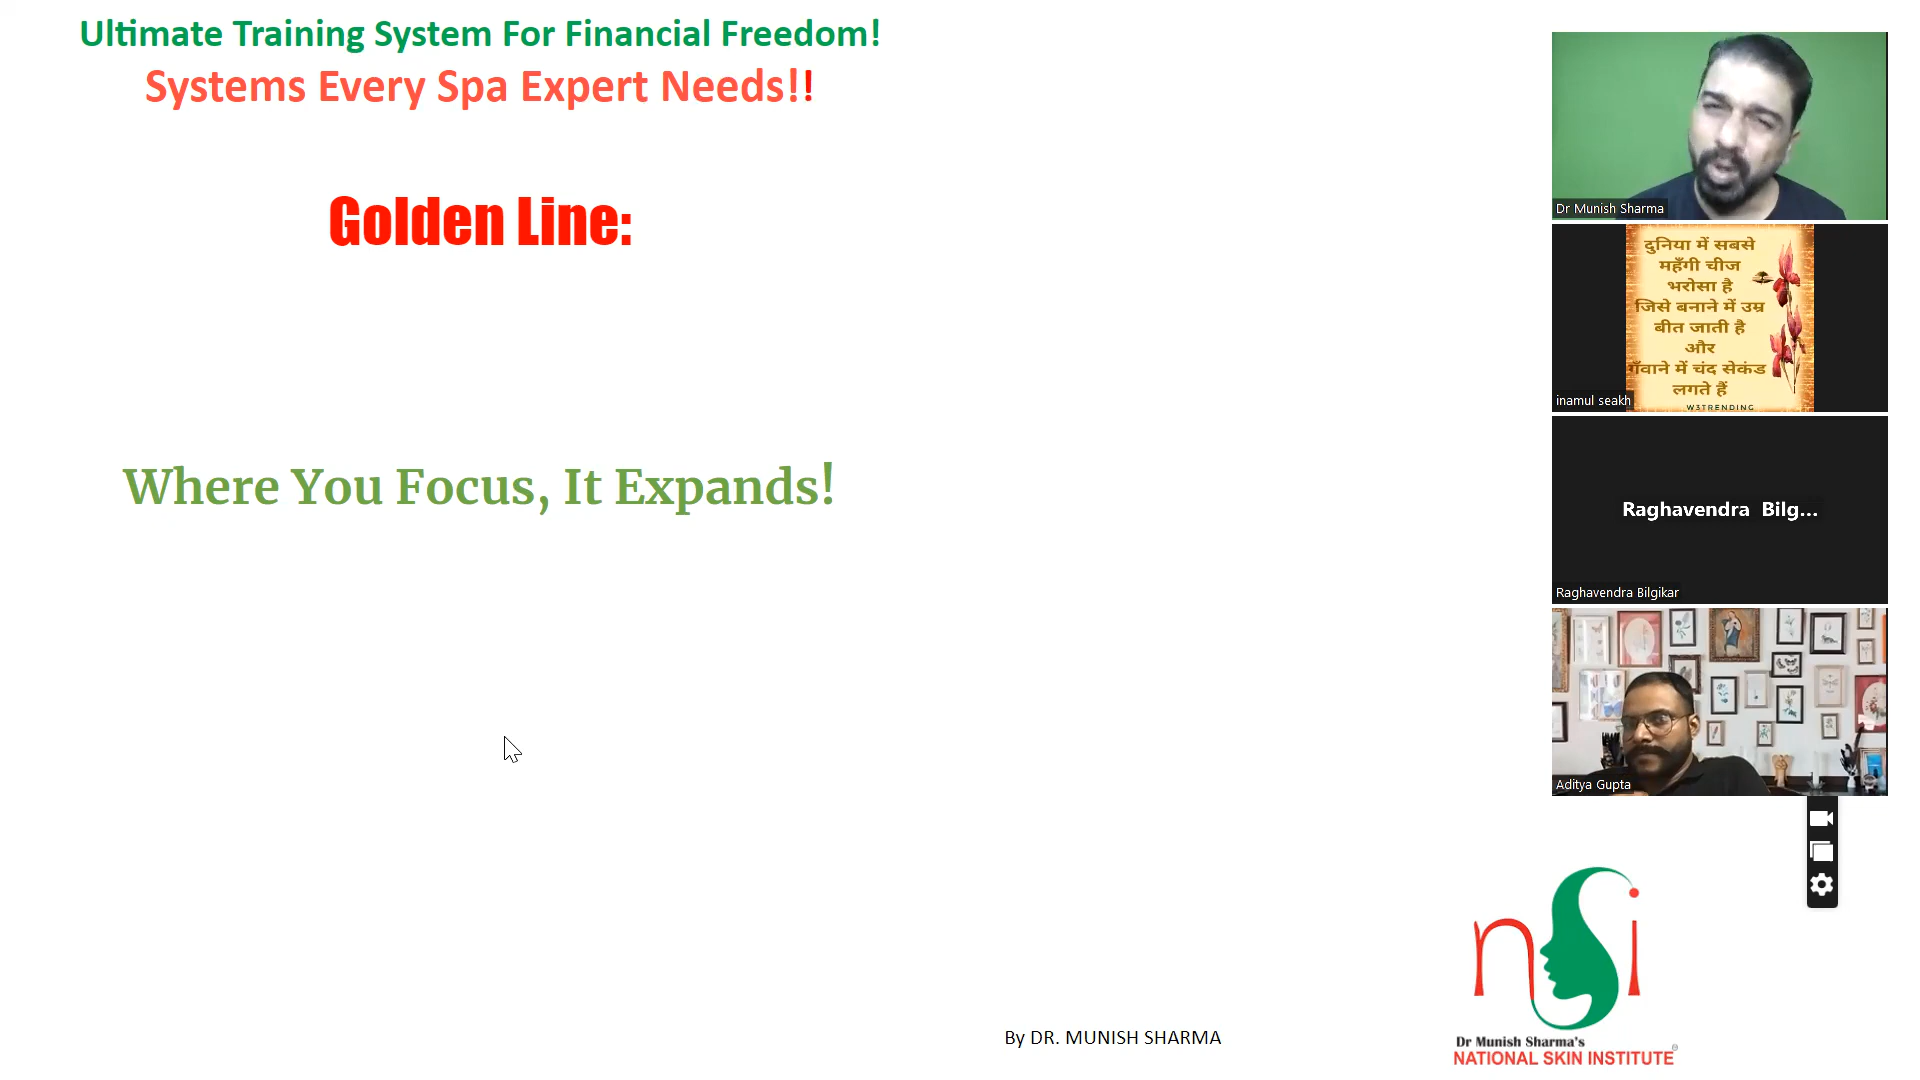 Ultimate Training System For Financial Freedom!
Systems Every Spa Expert Needs!!
Golden Line:
Where You Focus, It Expands!
By DR. MUNISH SHARMA
Dr Munish Sharma
दुनिया में सबसे
महँगी चीज
भरोसा है
जिसे बनाने में उम्र
बीत जाती है
और
गँवाने में चंद सेकंड
लगते हैं
W3TRENDING
inamul seakh
Raghavendra Bilg...
Raghavendra Bilgikar
Aditya Gupta
nSi
Dr Munish Sharma's
NATIONAL SKIN INSTITUTE